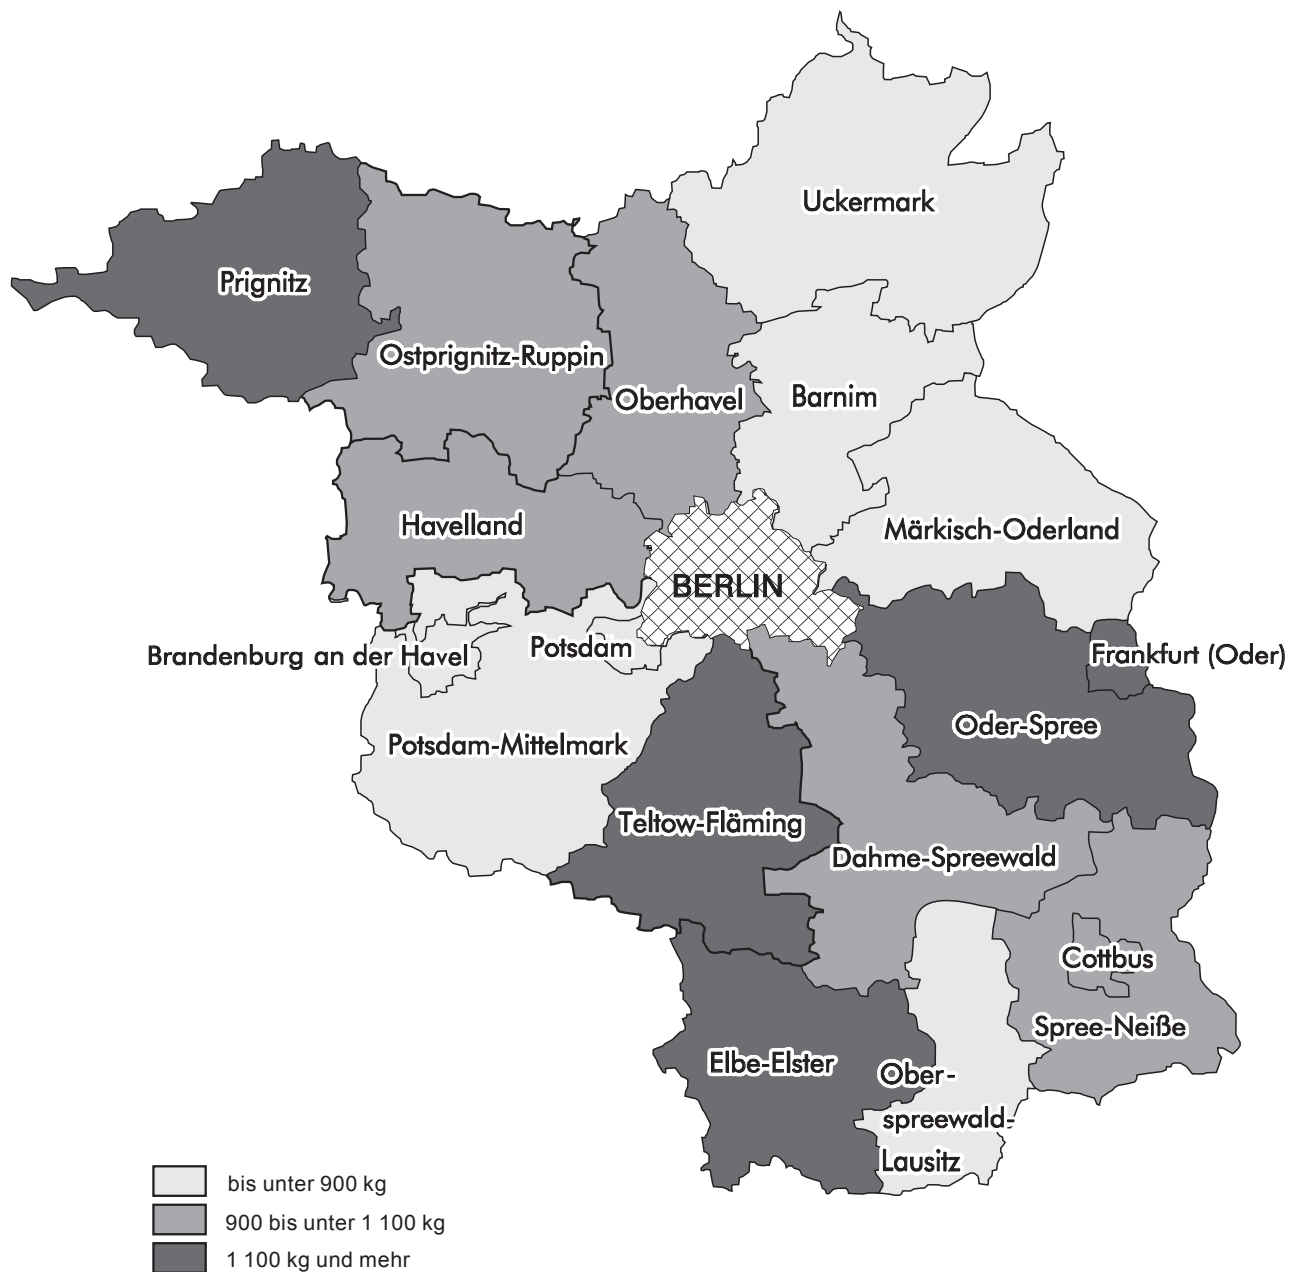 Uckermark
Prignitz
Ostprignitz-Ruppin
Oberhavel
Barnim
Havelland
Märkisch-Oderland
BERLIN
Brandenburg an der Havel
Potsdam
Frankfurt (Oder)
Potsdam-Mittelmark
Oder-Spree
Teltow-Fläming
Dahme-Spreewald
Cottbus
Spree-Neiße
Elbe-Elster
Ober-
spreewald-
Lausitz
bis unter 900 kg
900 bis unter 1 100 kg
1 100 kg und mehr